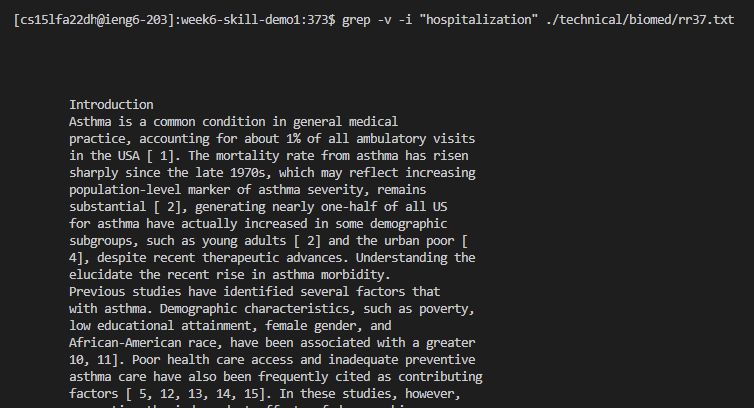 [cs15lfa22dh@ieng6-203]:week6-skill-demo1:373$ grep -v -i "hospitalization" ./technical/biomed/rr37.txt
Introduction
Asthma is a common condition in general medical
practice, accounting for about 1% of all ambulatory visits
in the USA [ 1]. The mortality rate from asthma has risen
sharply since the late 1970s, which may reflect increasing
population-level marker of asthma severity, remains
substantial [ 2], generating nearly one-half of all US
for asthma have actually increased in some demographic
subgroups, such as young adults [ 2] and the urban poor [
4], despite recent therapeutic advances. Understanding the
elucidate the recent rise in asthma morbidity.
Previous studies have identified several factors that
with asthma. Demographic characteristics, such as poverty,
low educational attainment, female gender, and
African-American race, have been associated with a greater
10, 11]. Poor health care access and inadequate preventive
asthma care have also been frequently cited as contributing
factors [ 5, 12, 13, 14, 15]. In these studies, however,